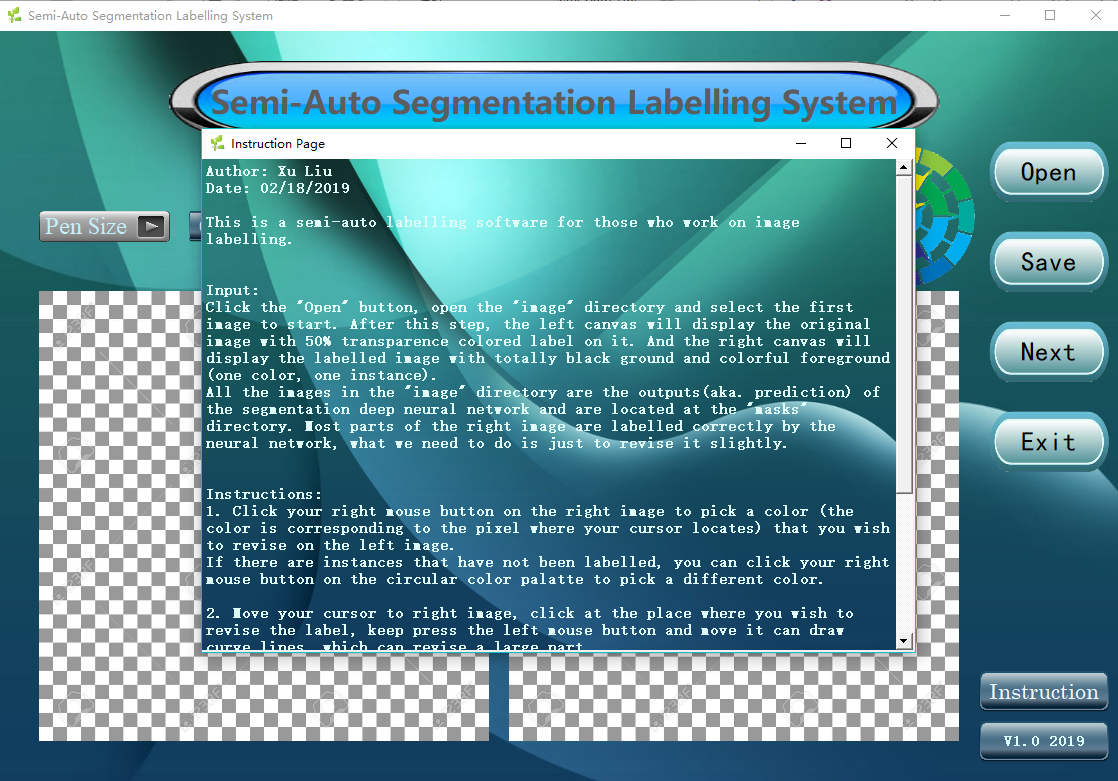 Semi-Auto Segmentation Labelling System
Semi-Auto Segmentation Labelling System
Instruction Page
Author: Xu Liu
Date: 02/18/2019
This is a semi-auto labelling software for those who work on image
labelling.
Input:
Click the "Open" button, open the "image" directory and select the first
image to start. After this step, the left canvas will display the original
image with 50% transparence colored label on it. And the right canvas will
display the labelled image with totally black ground and colorful foreground
(one color, one instance).
All the images in the "image" directory are the outputs(aka. prediction) of
the segmentation deep neural network and are located at the "masks"
directory. Most parts of the right image are labelled correctly by the
neural network, what we need to do is just to revise it slightly.
Instructions:
1. Click your right mouse button on the right image to pick a color (the
color is corresponding to the pixel where your cursor locates) that you wish
to revise on the left image.
If there are instances that have not been labelled, you can click your right
mouse button on the circular color palatte to pick a different color.
2. Move your cursor to right image, click at the place where you wish to
revise the label, keep press the left mouse button and move it can draw
curve lines, which can revise a large part
Pen Size
Open
Save
Next
Exit
Instruction
V1.0 2019